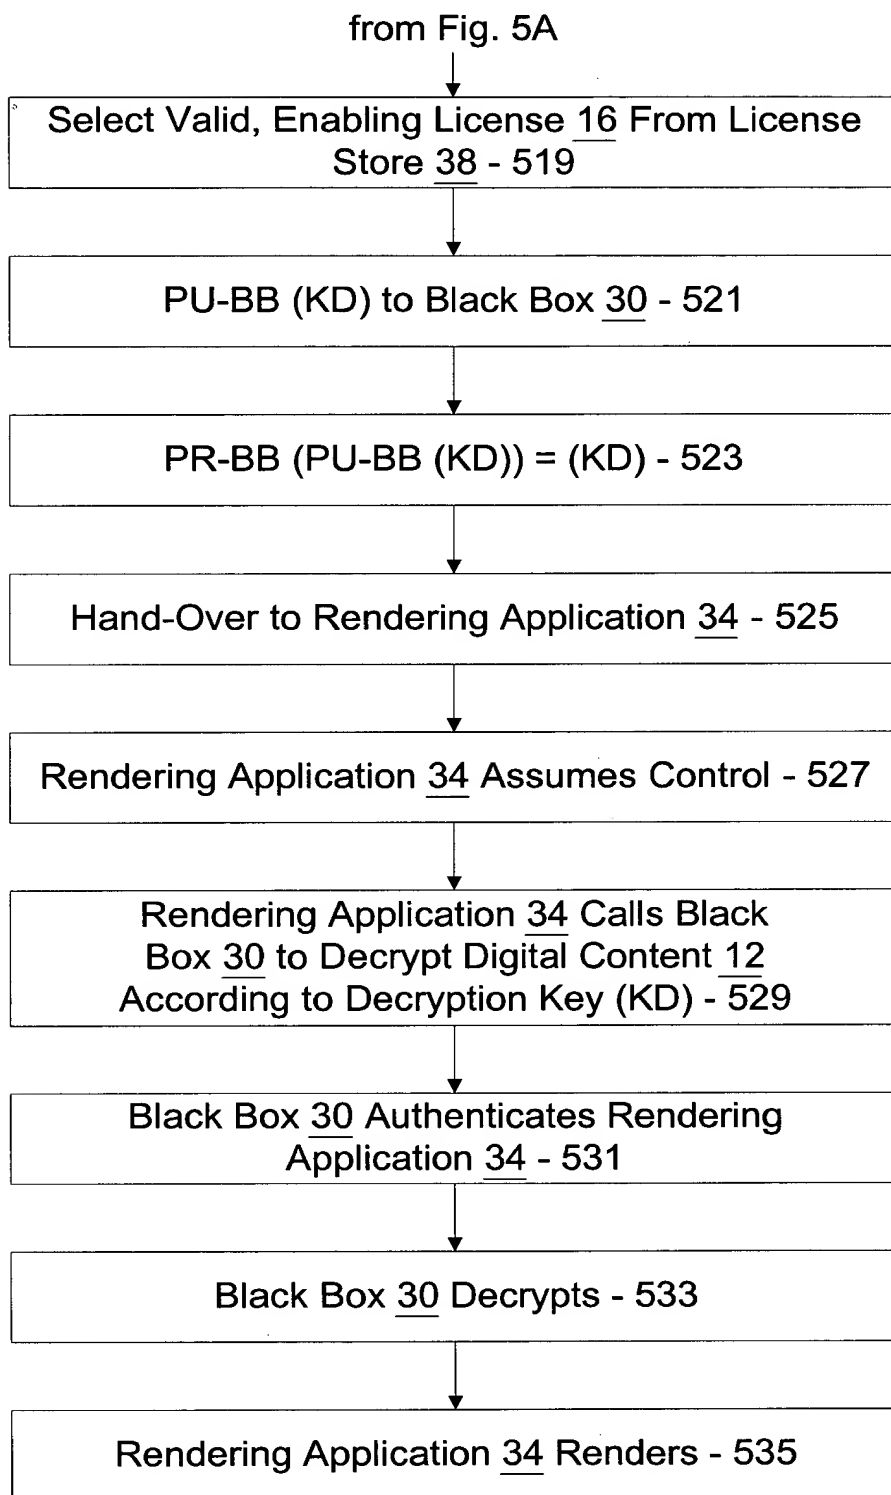 from Fig. 5A
Select Valid, Enabling License 16 From License
Store 38 - 519
PU-BB (KD) to Black Box 30 - 521
PR-BB (PU-BB (KD)) = (KD) - 523
Hand-Over to Rendering Application 34 - 525
Rendering Application 34 Assumes Control - 527
Rendering Application 34 Calls Black
Box 30 to Decrypt Digital Content 12
According to Decryption Key (KD) - 529
Black Box 30 Authenticates Rendering
Application 34 - 531
Black Box 30 Decrypts - 533
Rendering Application 34 Renders - 535